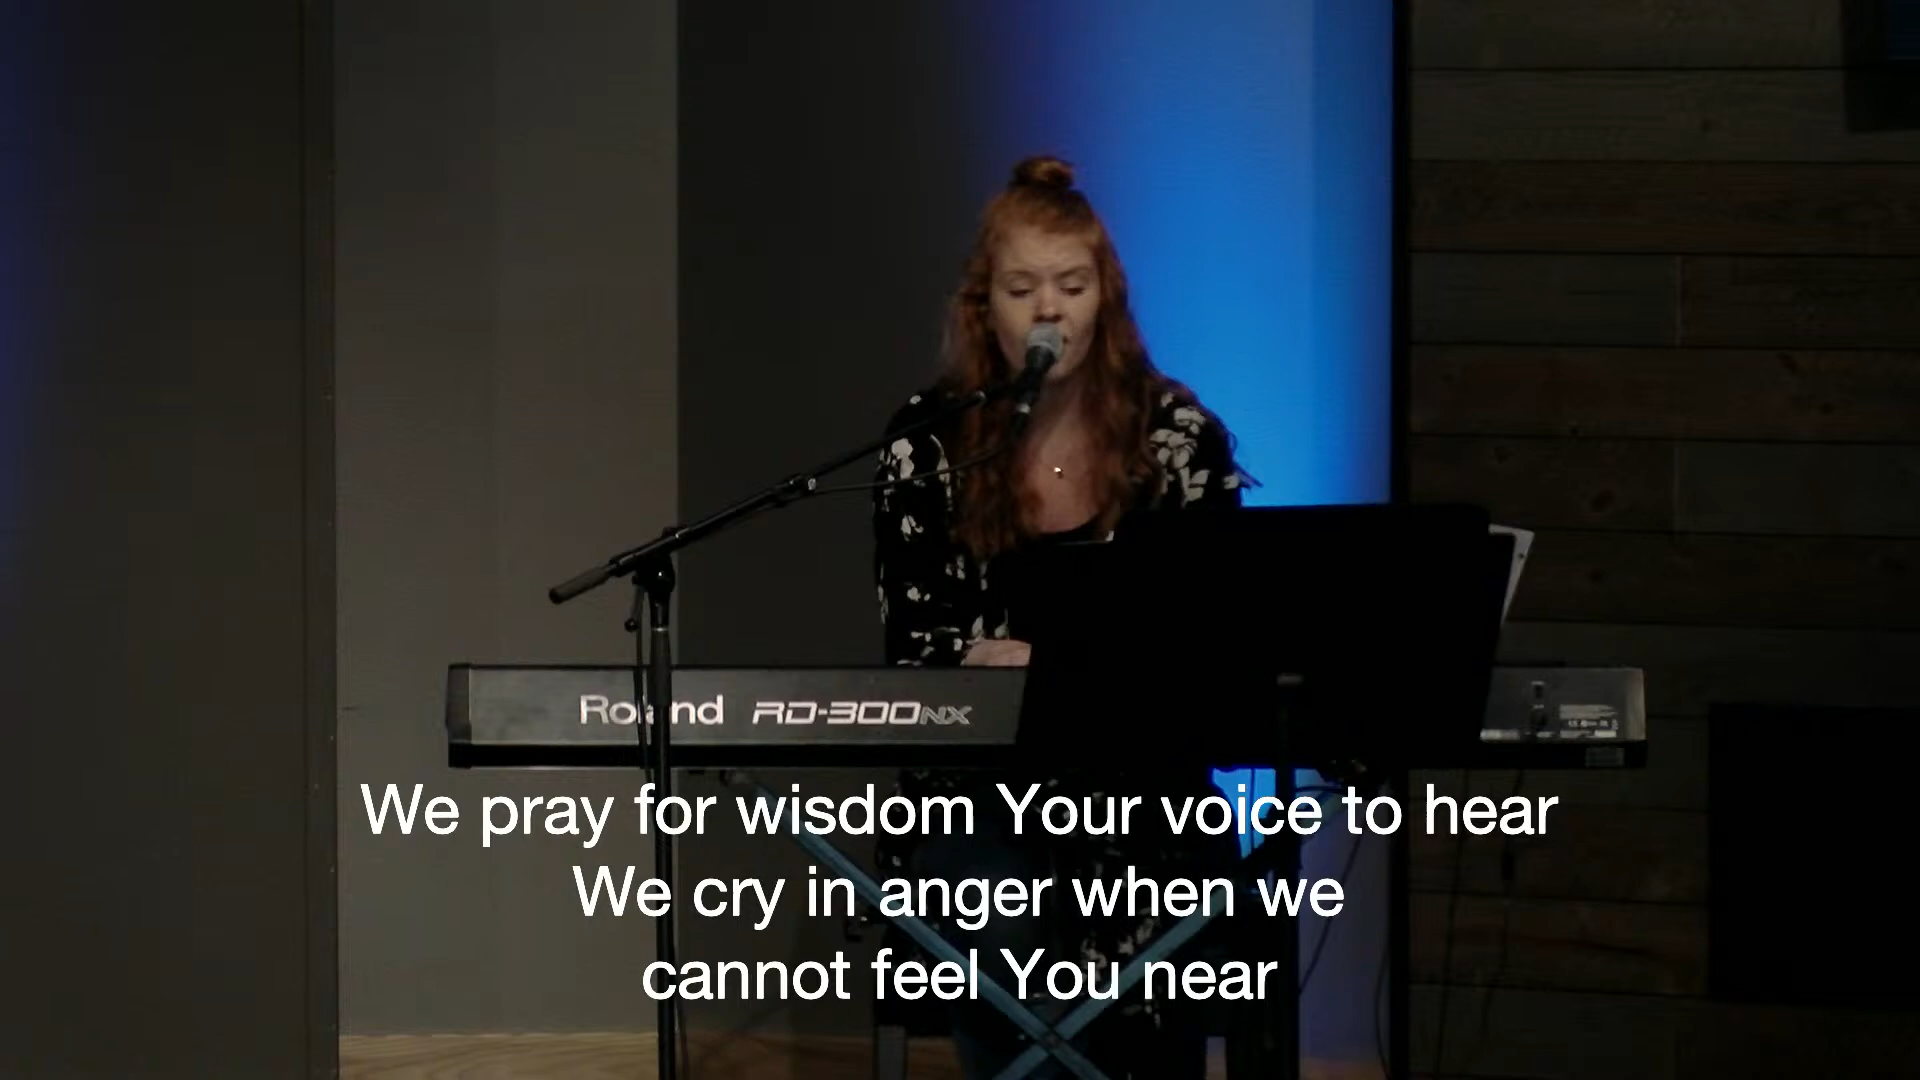 Roland RD-300NX
We pray for wisdom Your voice to hear
We cry in anger when we
cannot feel You near